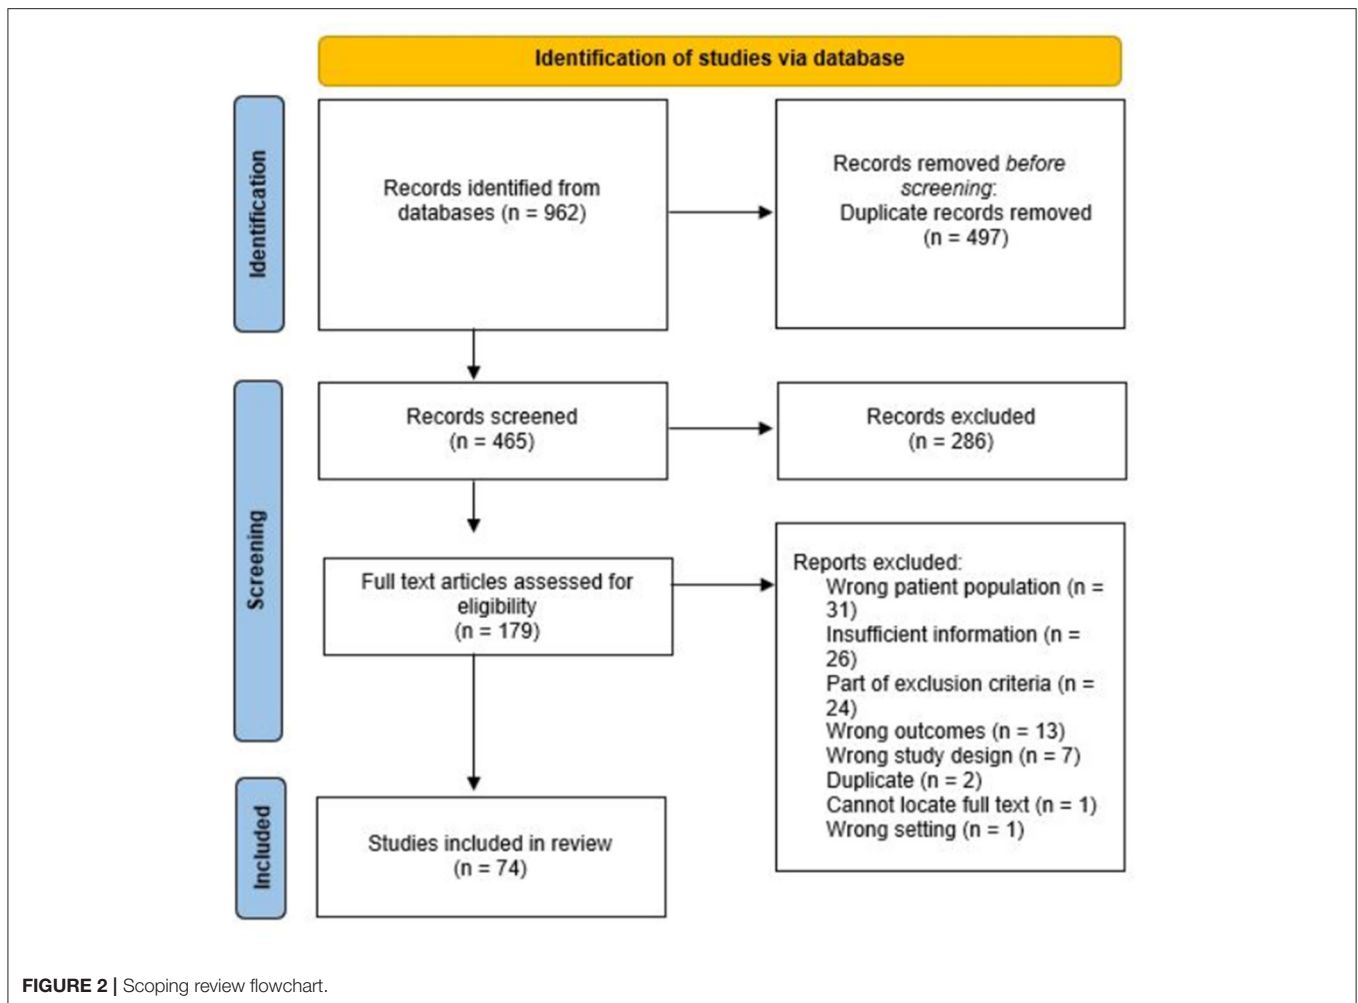 Identification of studies via database
Identification
Records identified from
databases (n = 962)
Records removed before
screening:
Duplicate records removed
(n = 497)
Screening
Records screened
(n = 465)
Records excluded
(n = 286)
Full text articles assessed for
eligibility
(n = 179)
Reports excluded:
Wrong patient population (n =
31)
Insufficient information (n =
26)
Part of exclusion criteria (n =
24)
Wrong outcomes (n = 13)
Wrong study design (n = 7)
Duplicate (n = 2)
Cannot locate full text (n = 1)
Wrong setting (n = 1)
Included
Studies included in review
(n = 74)
FIGURE 2 | Scoping review flowchart.